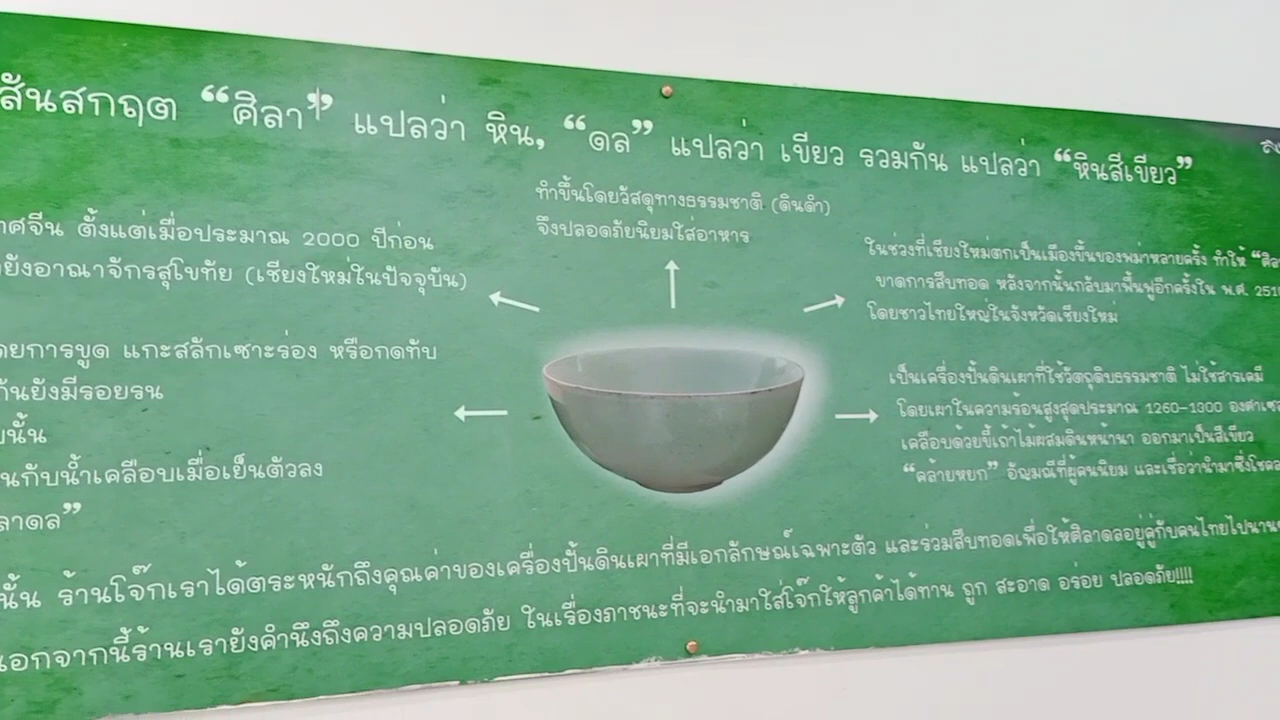 สันสกฤต “ศิลา” แปลว่า หิน, “ดล” แปลว่า เขียว รวมกัน แปลว่า “หินสีเขียว”
ทำขึ้นโดยวัสดุทางธรรมชาติ (ดินดำ)
จึงปลอดภัยนิยมใส่อาหาร
ตั้งแต่เมื่อประมาณ 2000 ปีก่อน
ยังอาณาจักรสุโขทัย (เชียงใหม่ในปัจจุบัน)
ในช่วงที่เชียงใหม่ตกเป็นเมืองขึ้นของพม่าหลายครั้ง ทำให้
ขาดการสืบทอด หลังจากนั้นกลับมาฟื้นฟูอีกครั้งใน พ.ศ.
โดยชาวไทยใหญ่ในจังหวัดเชียงใหม่
การขูด แกะสลักเซาะร่อง หรือกดทับ
กันยังมีรอยรน
นั้น
กับน้ำเคลือบเมื่อเย็นตัวลง
ลาดล”
เป็นเครื่องปั้นดินเผาที่ใช้วัตถุดิบธรรมชาติ ไม่ใช้สารเคมี
โดยเผาในความร้อนสูงสุดประมาณ 1260-1300
เคลือบด้วยขี้เถ้าไม้ผสมดินหน้านา ออกมาเป็นสีเขียว
“คล้ายหยก” อัญมณีที่ผู้คนนิยม และเชื่อว่านำมาซึ่งโชค
นั้น ร้านโจ๊กเราได้ตระหนักถึงคุณค่าของเครื่องปั้นดินเผาที่มีเอกลักษณ์เฉพาะตัว และร่วมสืบทอดเพื่อให้ศิลาดลอยู่คู่กับคนไทยไปนาน
นอกจากนี้ร้านเรายังคำนึงถึงความปลอดภัย ในเรื่องภาชนะที่จะนำมาใส่โจ๊กให้ลูกค้าได้ทาน ถูก สะอาด อร่อย ปลอดภัย!!!!